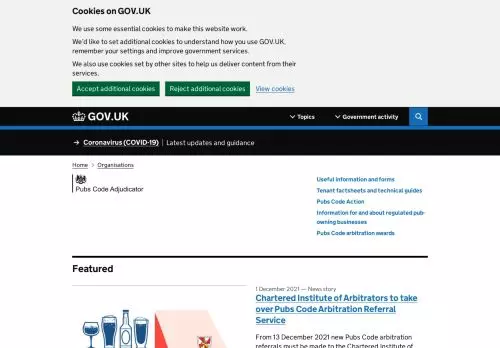 Cookies on GOV.UK
We use some essential cookies to make this website work.
We'd like to set additional cookies to understand how you use GOV.UK,
remember your settings and improve government services.
We also use cookies set by other sites to help us deliver content from their
services.
Accept additional cookies Reject additional cookies View cookies
GOV.UK Topics Government activity
→ Coronavirus (COVID-19) Latest updates and guidance
Home > Organisations
Pubs Code Adjudicator
Useful information and forms
Tenant factsheets and technical guides
Pubs Code Action
Information for and about regulated pub-
owning businesses
Pubs Code arbitration awards
Featured
1 December 2021 — News story
Chartered Institute of Arbitrators to take
over Pubs Code Arbitration Referral
Service
From 13 December 2021 new Pubs Code arbitration
referrals must be made to the Chartered Institute of